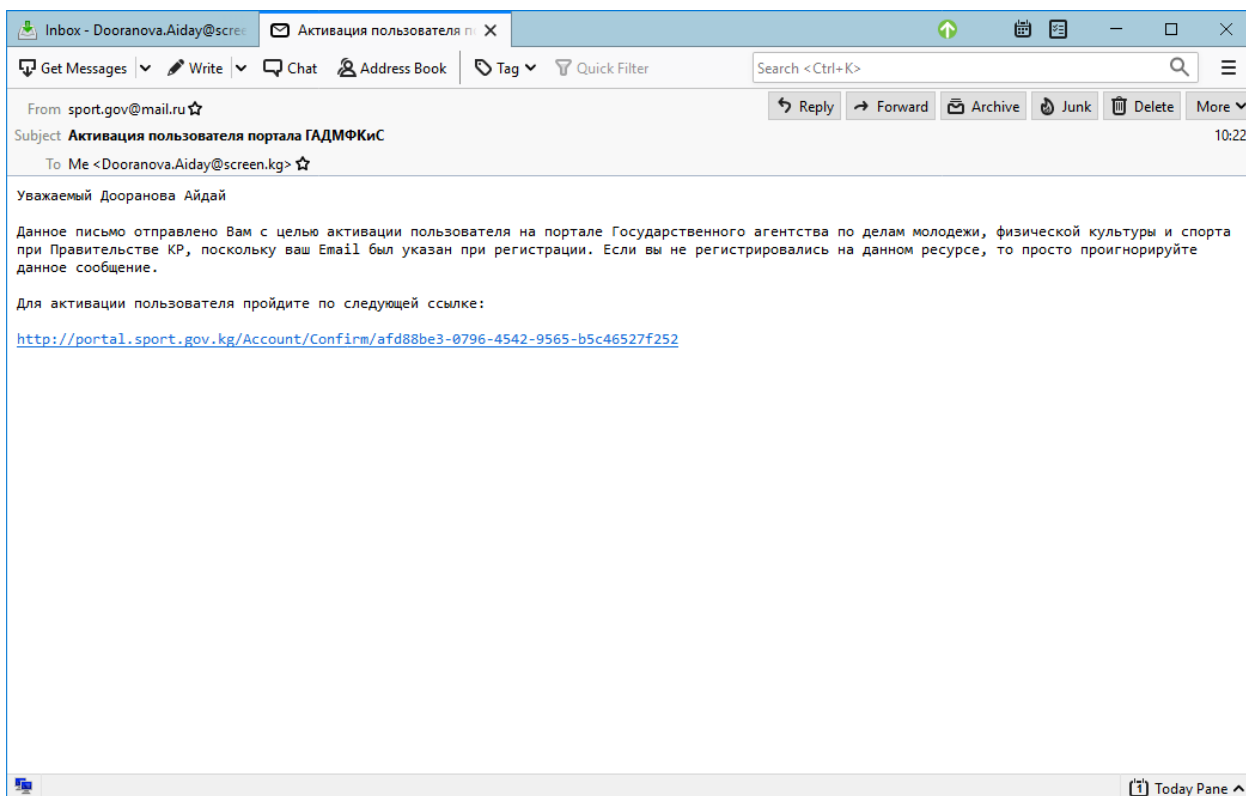 Inbox - Dooranova.Aiday@scree
Активация пользователя по
Get Messages
Write
Chat
Address Book
Tag
Quick Filter
Search <Ctrl+K>
From sport.gov@mail.ru
Reply
Forward
Archive
Junk
Delete
More
Subject Активация пользователя портала ГАДМФКиС
10:22
To Me <Dooranova.Aiday@screen.kg>
Уважаемый Дооранова Айдай
Данное письмо отправлено Вам с целью активации пользователя на портале Государственного агентства по делам молодежи, физической культуры и спорта
при Правительстве КР, поскольку ваш Email был указан при регистрации. Если вы не регистрировались на данном ресурсе, то просто проигнорируйте
данное сообщение.
Для активации пользователя пройдите по следующей ссылке:
http://portal.sport.gov.kg/Account/Confirm/afd88be3-0796-4542-9565-b5c46527f252
Today Pane